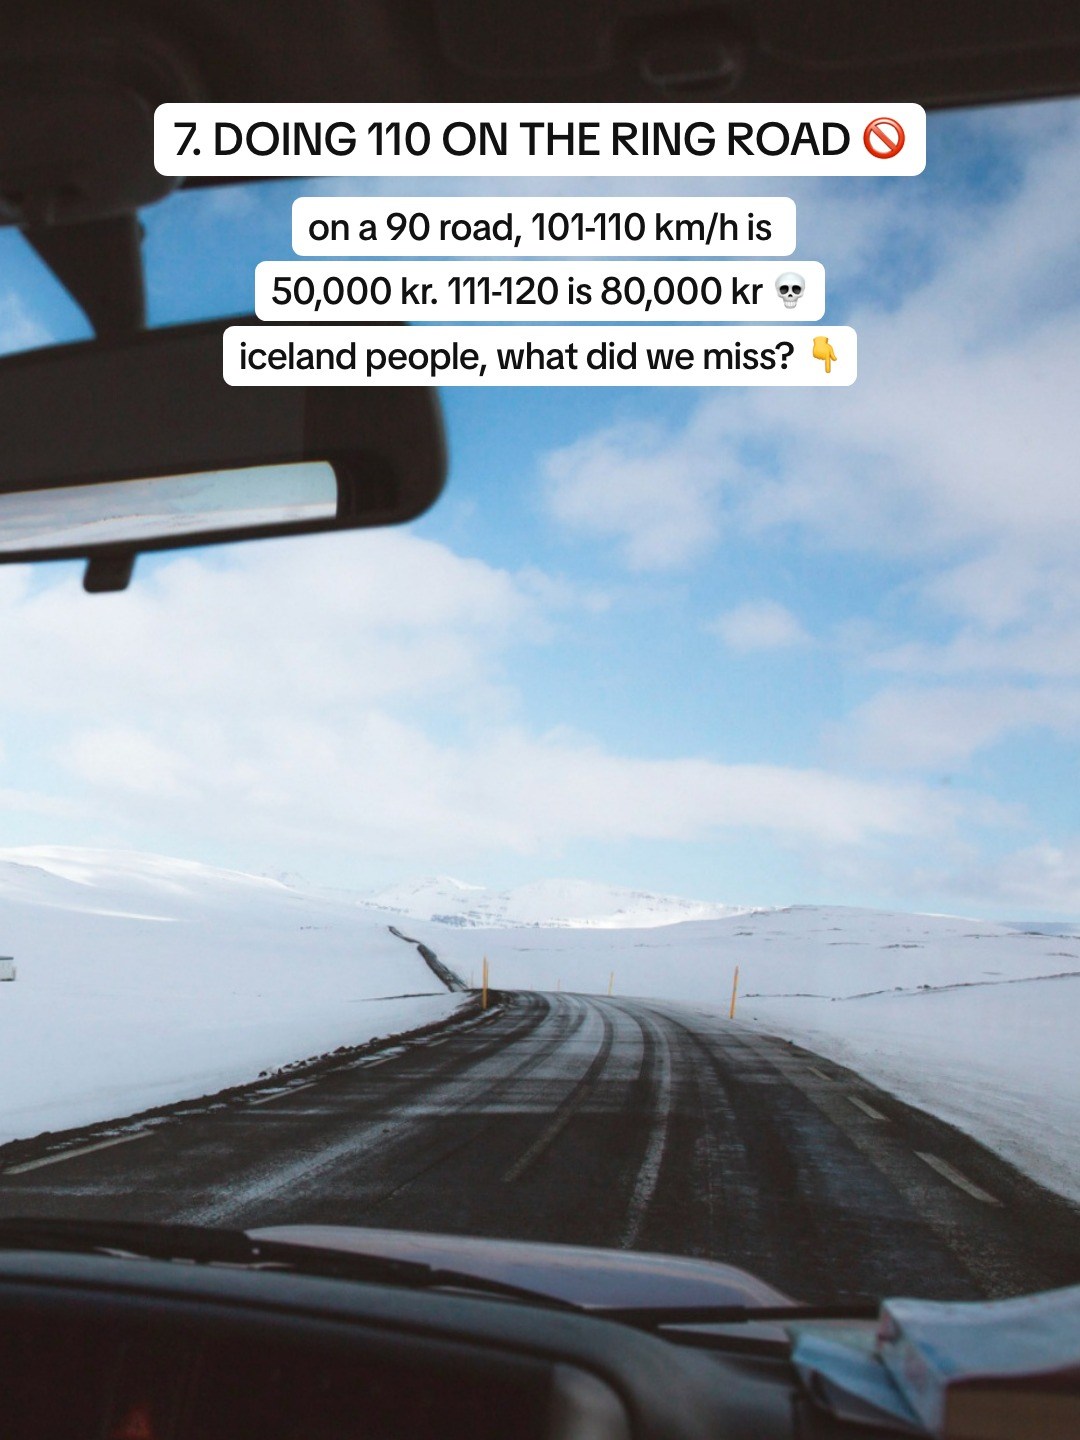 7. DOING 110 ON THE RING ROAD 🚫
on a 90 road, 101-110 km/h is
50,000 kr. 111-120 is 80,000 kr 💀
iceland people, what did we miss? 👇